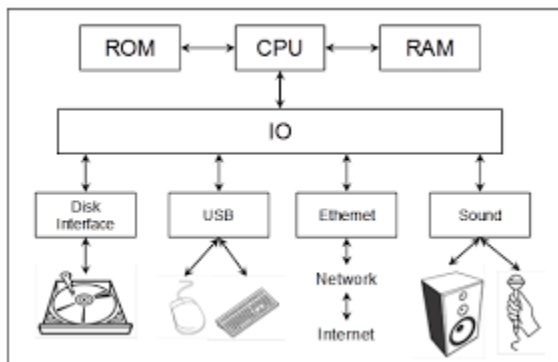 ROM
CPU
RAM
IO
Disk
Interface
USB
Ethernet
Sound
Network
Internet